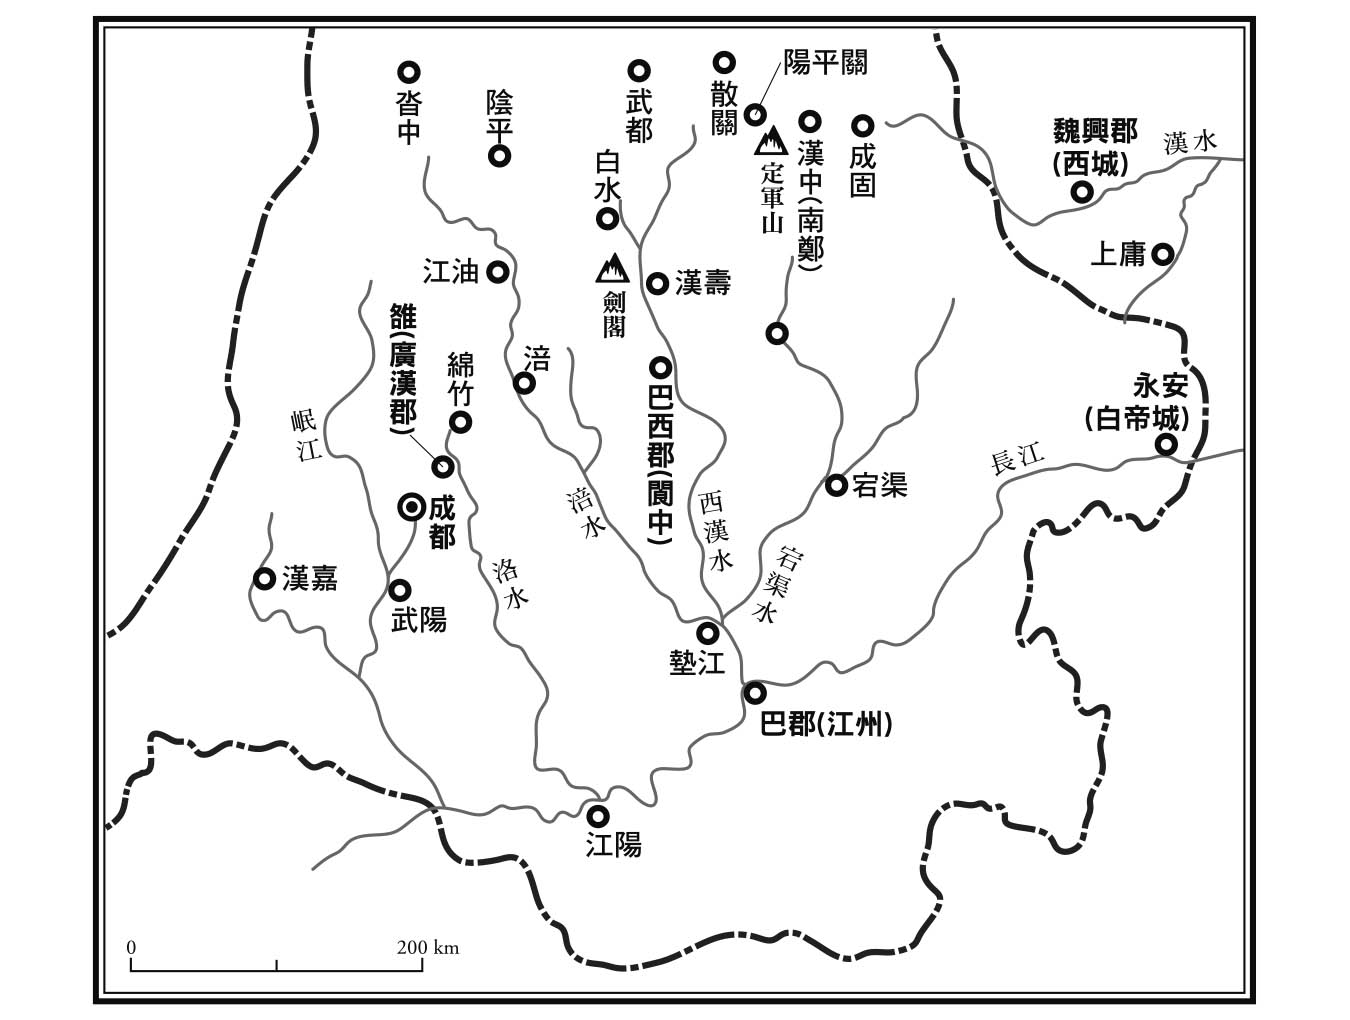 沓中
陰平
武都
散關
陽平關
定軍山
漢中(南鄭)
成固
魏興郡
(西城)
漢水
上庸
白水
劍閣
漢壽
江油
雒(廣漢郡)
綿竹
涪
巴西郡(閬中)
永安
(白帝城)
岷江
長江
成都
涪水
西漢水
宕渠
宕渠水
漢嘉
武陽
洛水
墊江
巴郡(江州)
江陽
0
200 km